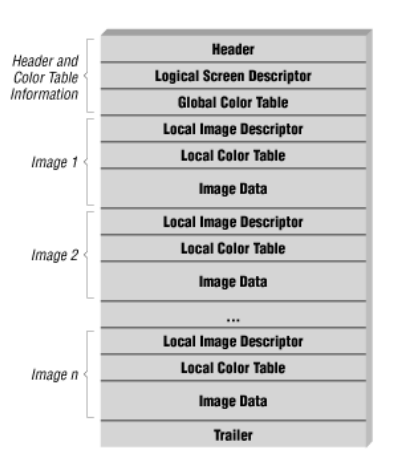 Header and
Color Table
Information
Header
Logical Screen Descriptor
Global Color Table
Image 1
Local Image Descriptor
Local Color Table
Image Data
Image 2
Local Image Descriptor
Local Color Table
Image Data
...
Image n
Local Image Descriptor
Local Color Table
Image Data
Trailer